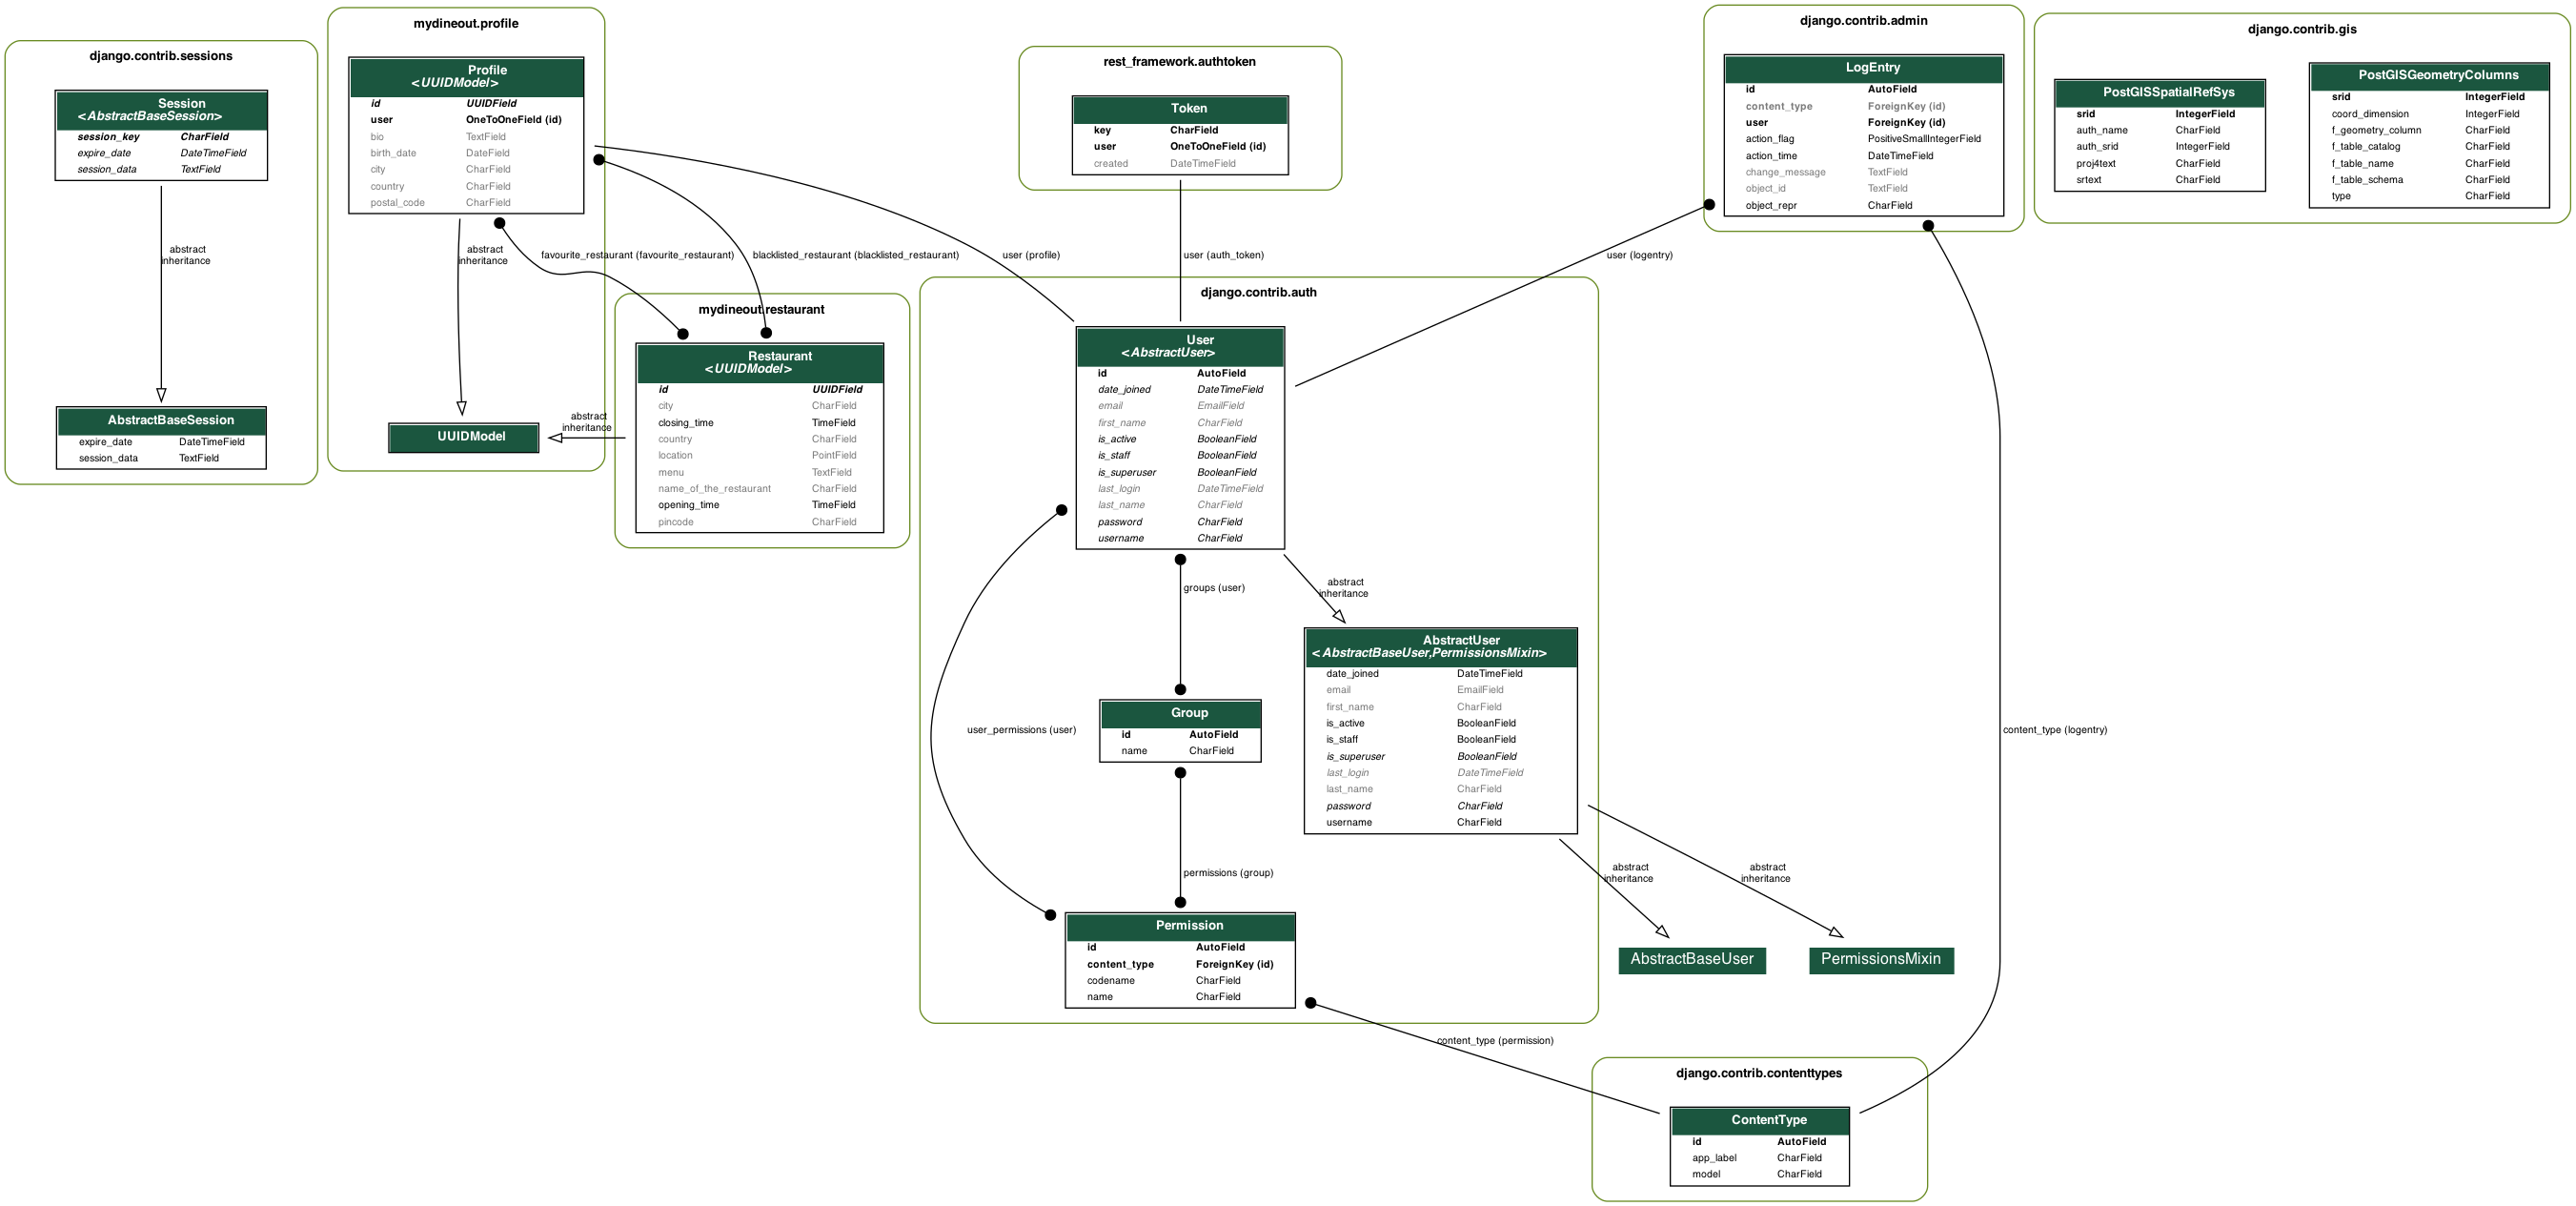 django.contrib.sessions
Session
<AbstractBaseSession>
session_key CharField
expire_date DateTimeField
session_data TextField
abstract
inheritance
AbstractBaseSession
expire_date DateTimeField
session_data TextField
mydineout.profile
Profile
<UUIDModel>
id UUIDField
user OneToOneField (id)
bio TextField
birth_date DateField
city CharField
country CharField
postal_code CharField
abstract
inheritance
favourite_restaurant (favourite_restaurant)
blacklisted_restaurant (blacklisted_restaurant)
user (profile)
UUIDModel
abstract
inheritance
mydineout.restaurant
Restaurant
<UUIDModel>
id UUIDField
city CharField
closing_time TimeField
country CharField
location PointField
menu TextField
name_of_the_restaurant CharField
opening_time TimeField
pincode CharField
rest_framework.authtoken
Token
key CharField
user OneToOneField (id)
created DateTimeField
user (auth_token)
django.contrib.auth
User
<AbstractUser>
id AutoField
date_joined DateTimeField
email EmailField
first_name CharField
is_active BooleanField
is_staff BooleanField
is_superuser BooleanField
last_login DateTimeField
last_name CharField
password CharField
username CharField
groups (user)
abstract
inheritance
user_permissions (user)
Group
id AutoField
name CharField
permissions (group)
AbstractUser
<AbstractBaseUser,PermissionsMixin>
date_joined DateTimeField
email EmailField
first_name CharField
is_active BooleanField
is_staff BooleanField
is_superuser BooleanField
last_login DateTimeField
last_name CharField
password CharField
username CharField
abstract
inheritance
abstract
inheritance
AbstractBaseUser
PermissionsMixin
Permission
id AutoField
content_type ForeignKey (id)
codename CharField
name CharField
content_type (permission)
django.contrib.admin
LogEntry
id AutoField
content_type ForeignKey (id)
user ForeignKey (id)
action_flag PositiveSmallIntegerField
action_time DateTimeField
change_message TextField
object_id TextField
object_repr CharField
user (logentry)
content_type (logentry)
django.contrib.gis
PostGISSpatialRefSys
srid IntegerField
auth_name CharField
auth_srid IntegerField
proj4text CharField
srtext CharField
PostGISGeometryColumns
srid IntegerField
coord_dimension IntegerField
f_geometry_column CharField
f_table_catalog CharField
f_table_name CharField
f_table_schema CharField
type CharField
django.contrib.contenttypes
ContentType
id AutoField
app_label CharField
model CharField